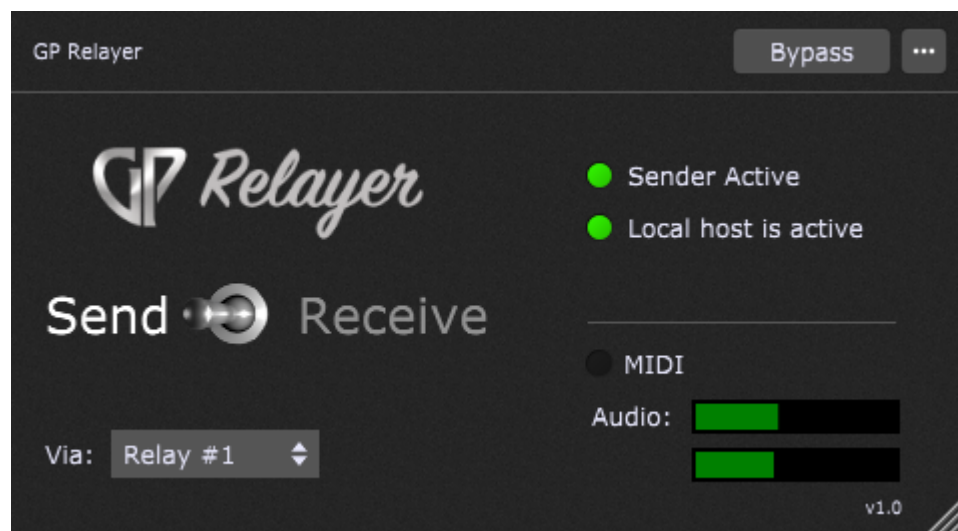 GP Relayer
Bypass
...
GP Relayer
Sender Active
Local host is active
Send Receive
MIDI
Audio:
Via: Relay #1
v1.0